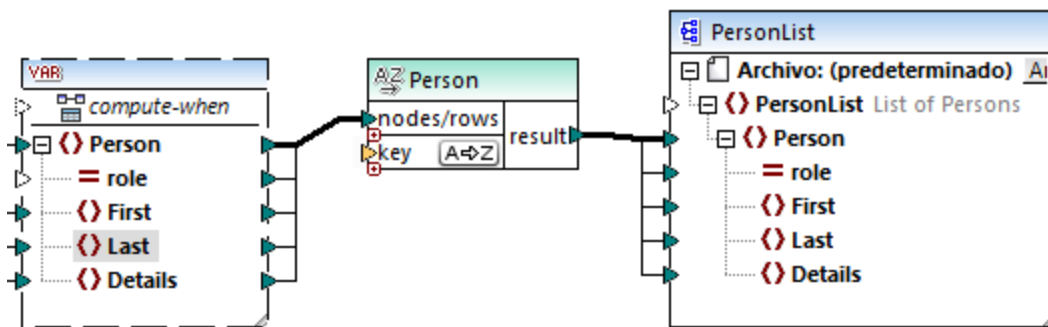 VAR
compute-when
Person
role
First
Last
Details
AZ Person
nodes/rows
key A⇨Z
result
PersonList
Archivo: (predeterminado)
PersonList List of Persons
Person
role
First
Last
Details